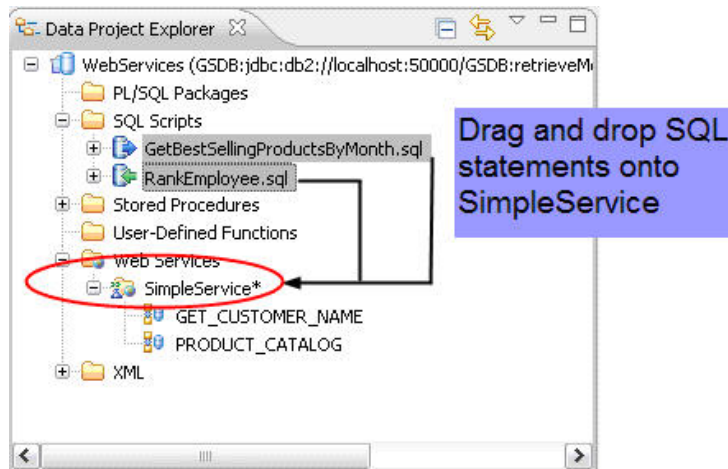 Data Project Explorer
WebServices (GSDB:jdbc:db2://localhost:50000/GSDB:retrieveM
PL/SQL Packages
SQL Scripts
GetBestSellingProductsByMonth.sql
RankEmployee.sql
Stored Procedures
User-Defined Functions
Web Services
SimpleService*
GET_CUSTOMER_NAME
PRODUCT_CATALOG
XML
Drag and drop SQL
statements onto
SimpleService